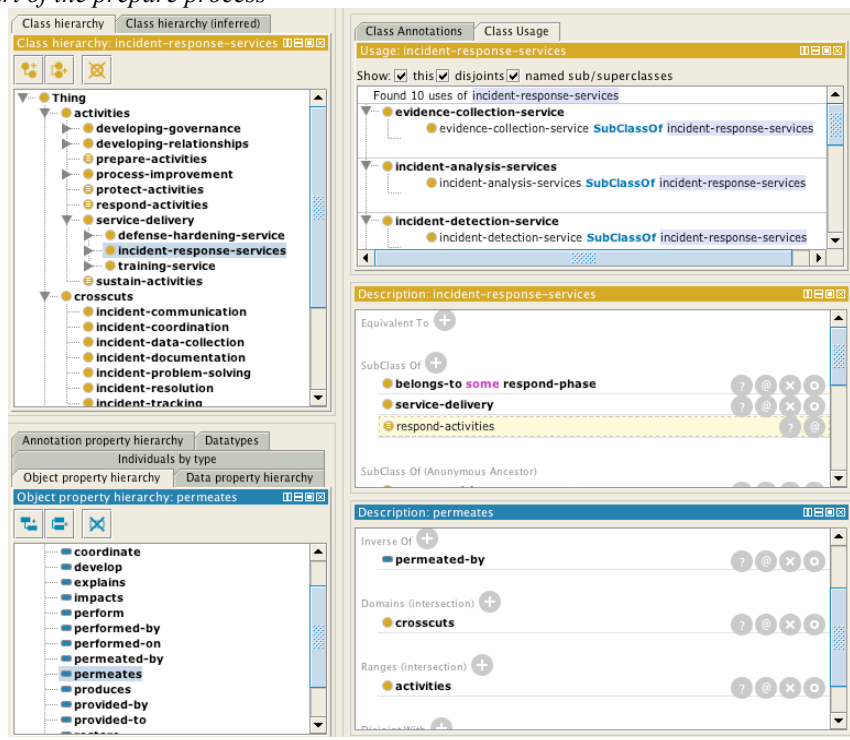 art of the prepare process
Class hierarchy
Class hierarchy (inferred)
Class hierarchy: incident-response-services
Thing
activities
developing-governance
developing-relationships
prepare-activities
process-improvement
protect-activities
respond-activities
service-delivery
defense-hardening-service
incident-response-services
training-service
sustain-activities
crosscuts
incident-communication
incident-coordination
incident-data-collection
incident-documentation
incident-problem-solving
incident-resolution
incident-tracking
Annotation property hierarchy
Datatypes
Individuals by type
Object property hierarchy
Data property hierarchy
Object property hierarchy: permeates
coordinate
develop
explains
impacts
perform
performed-by
performed-on
permeated-by
permeates
produces
provided-by
provided-to
Class Annotations
Class Usage
Usage: incident-response-services
Show: this disjoints named sub/superclasses
Found 10 uses of incident-response-services
evidence-collection-service
evidence-collection-service SubClassOf incident-response-services
incident-analysis-services
incident-analysis-services SubClassOf incident-response-services
incident-detection-service
incident-detection-service SubClassOf incident-response-services
Description: incident-response-services
Equivalent To
SubClass Of
belongs-to some respond-phase ? @ X O
service-delivery ? @ X O
respond-activities ? @
SubClass Of (Anonymous Ancestor)
Description: permeates
Inverse Of
permeated-by ? @ X O
Domains (intersection)
crosscuts ? @ X O
Ranges (intersection)
activities ? @ X O
Disjoint With